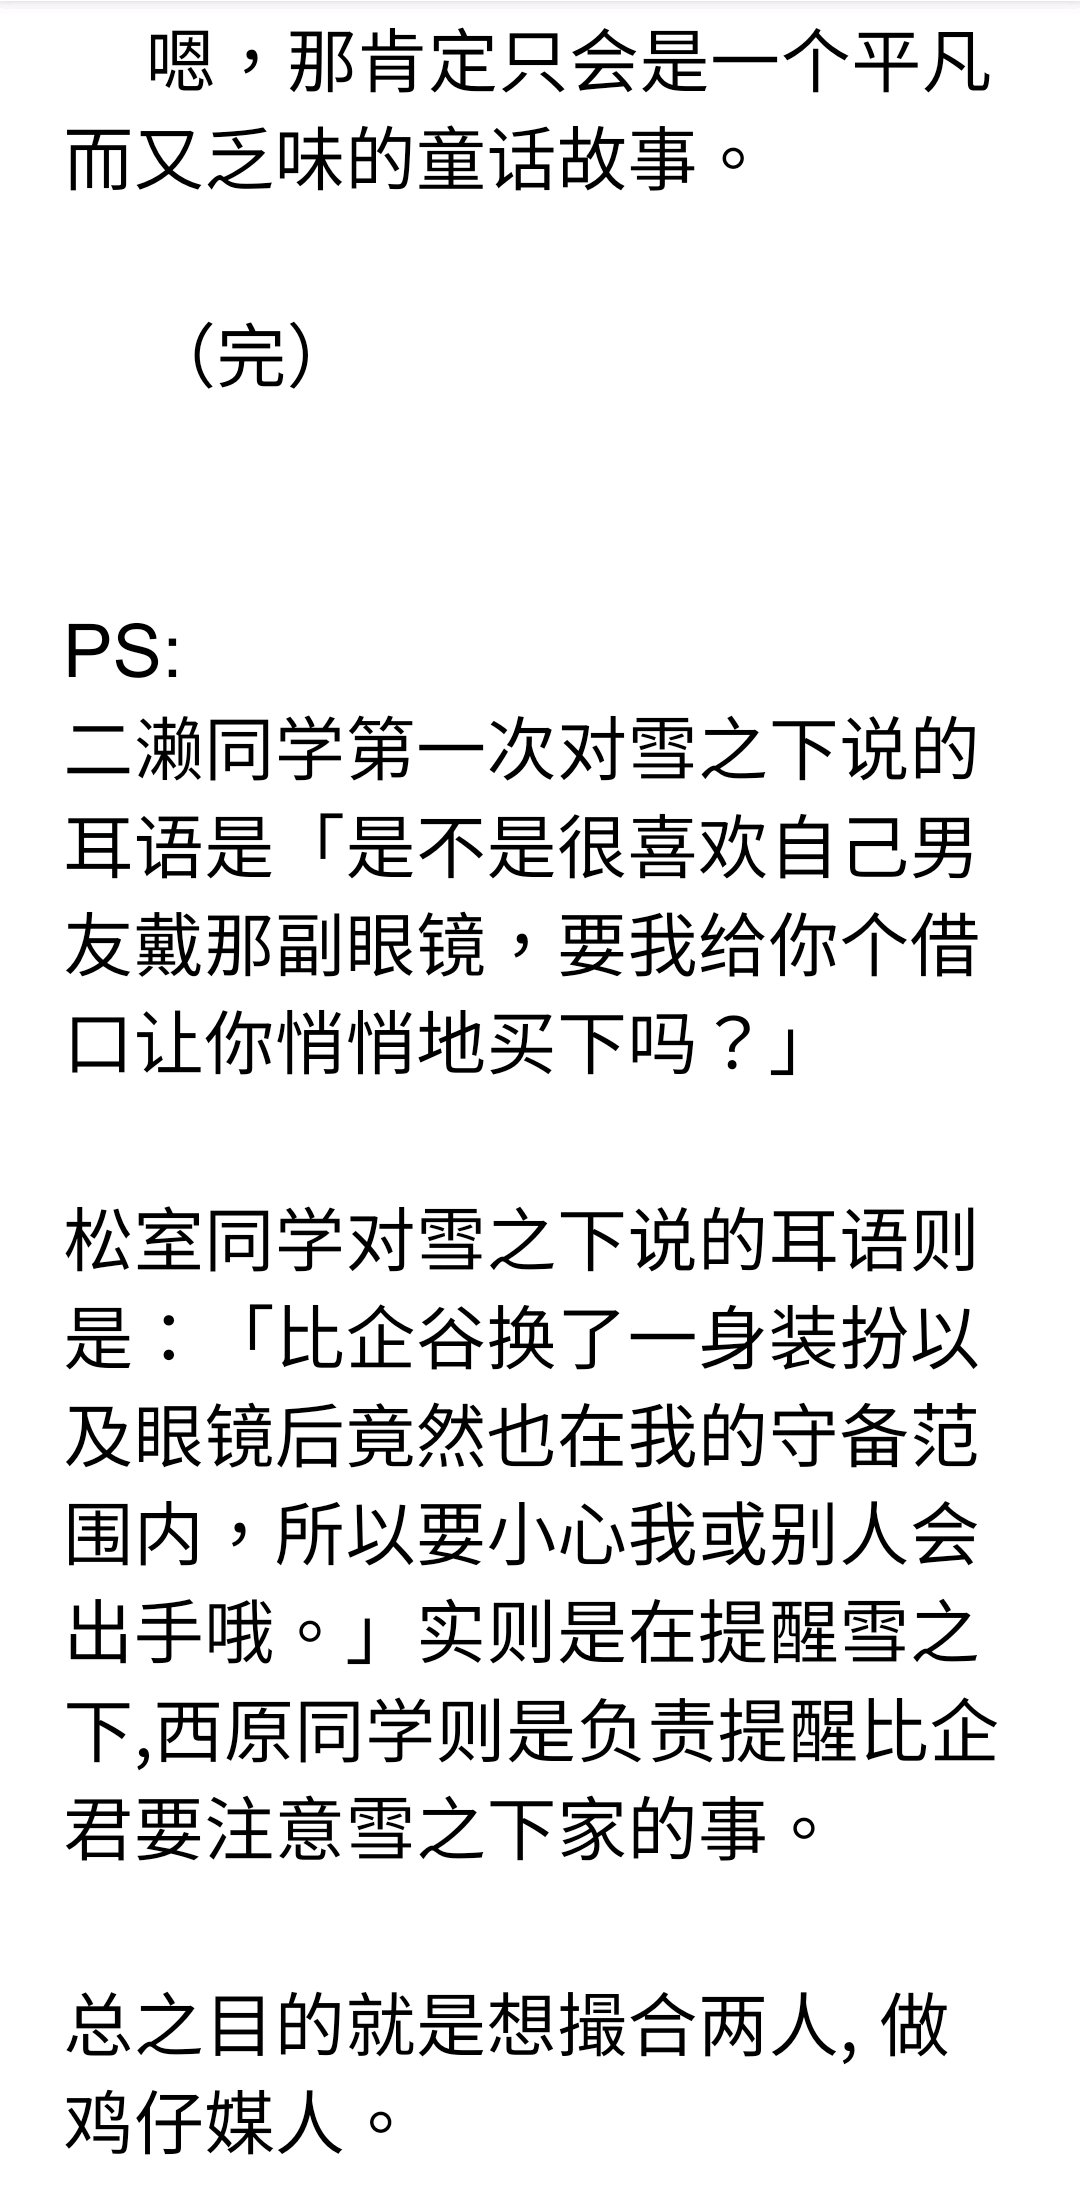 嗯，那肯定只会是一个平凡
而又乏味的童话故事。
（完）
PS:
二濑同学第一次对雪之下说的
耳语是「是不是很喜欢自己男
友戴那副眼镜，要我给你个借
口让你悄悄地买下吗？」
松室同学对雪之下说的耳语则
是：「比企谷换了一身装扮以
及眼镜后竟然也在我的守备范
围内，所以要小心我或别人会
出手哦。」实则是在提醒雪之
下,西原同学则是负责提醒比企
君要注意雪之下家的事。
总之目的就是想撮合两人, 做
鸡仔媒人。